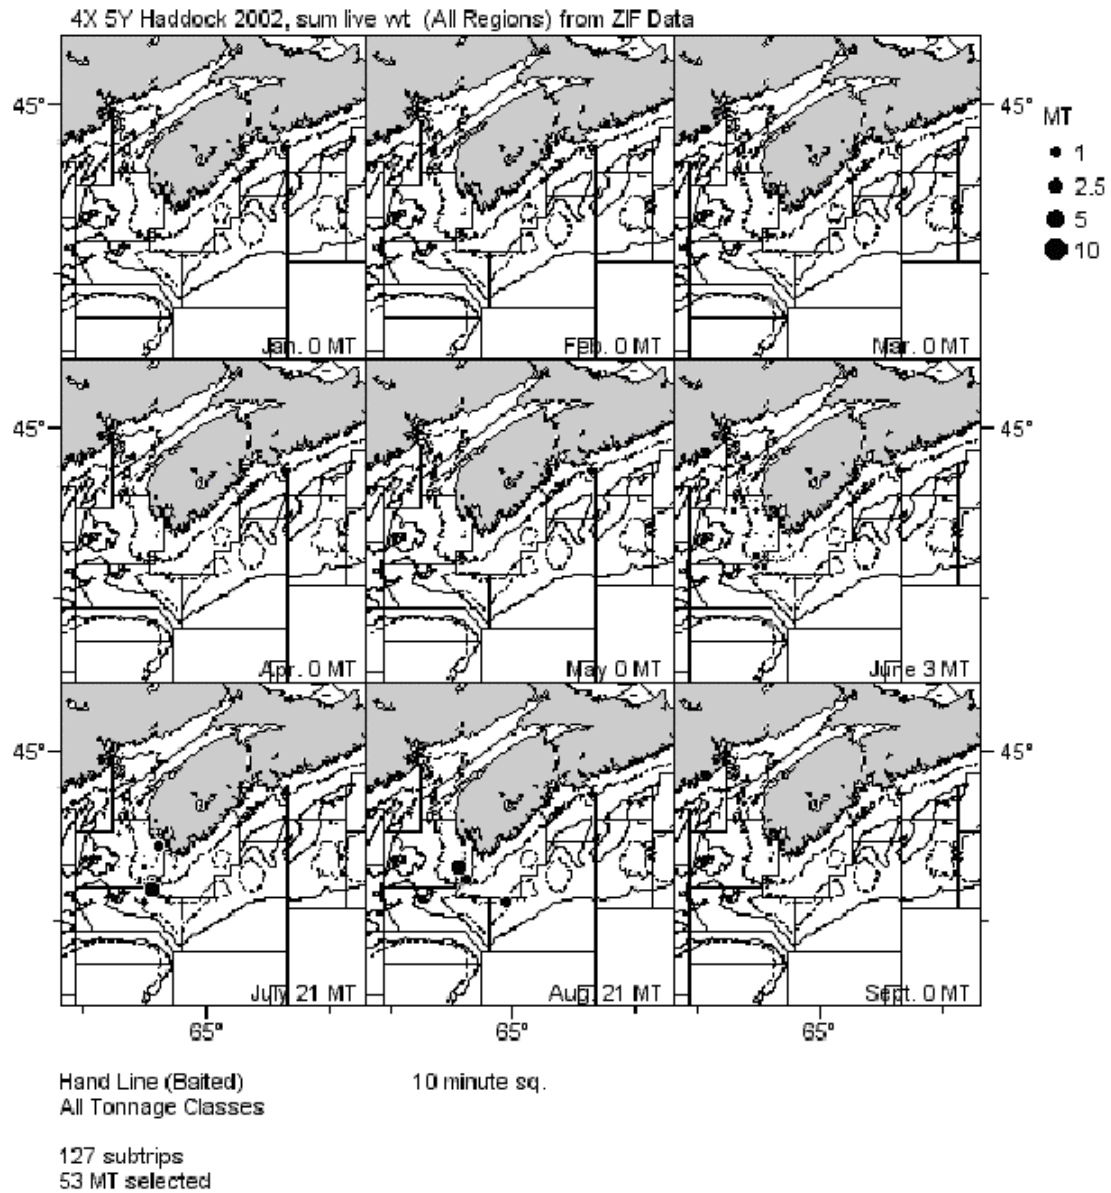 4X 5Y Haddock 2002, sum live wt (All Regions) from ZIF Data
45°
45°
MT
1
2.5
5
10
Jan. 0 MT
Feb. 0 MT
Mar. 0 MT
45°
45°
Apr. 0 MT
May 0 MT
June 3 MT
45°
45°
July 21 MT
Aug. 21 MT
Sept. 0 MT
65°
65°
65°
Hand Line (Baited)
10 minute sq.
All Tonnage Classes
127 subtrips
53 MT selected